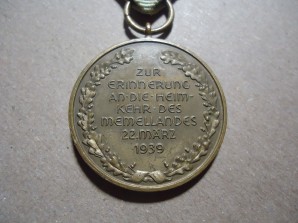 ZUR
ERINNERUNG
AN·DIE·HEIM-
KEHR DES
MEMELLANDES
22.MÄRZ
1939